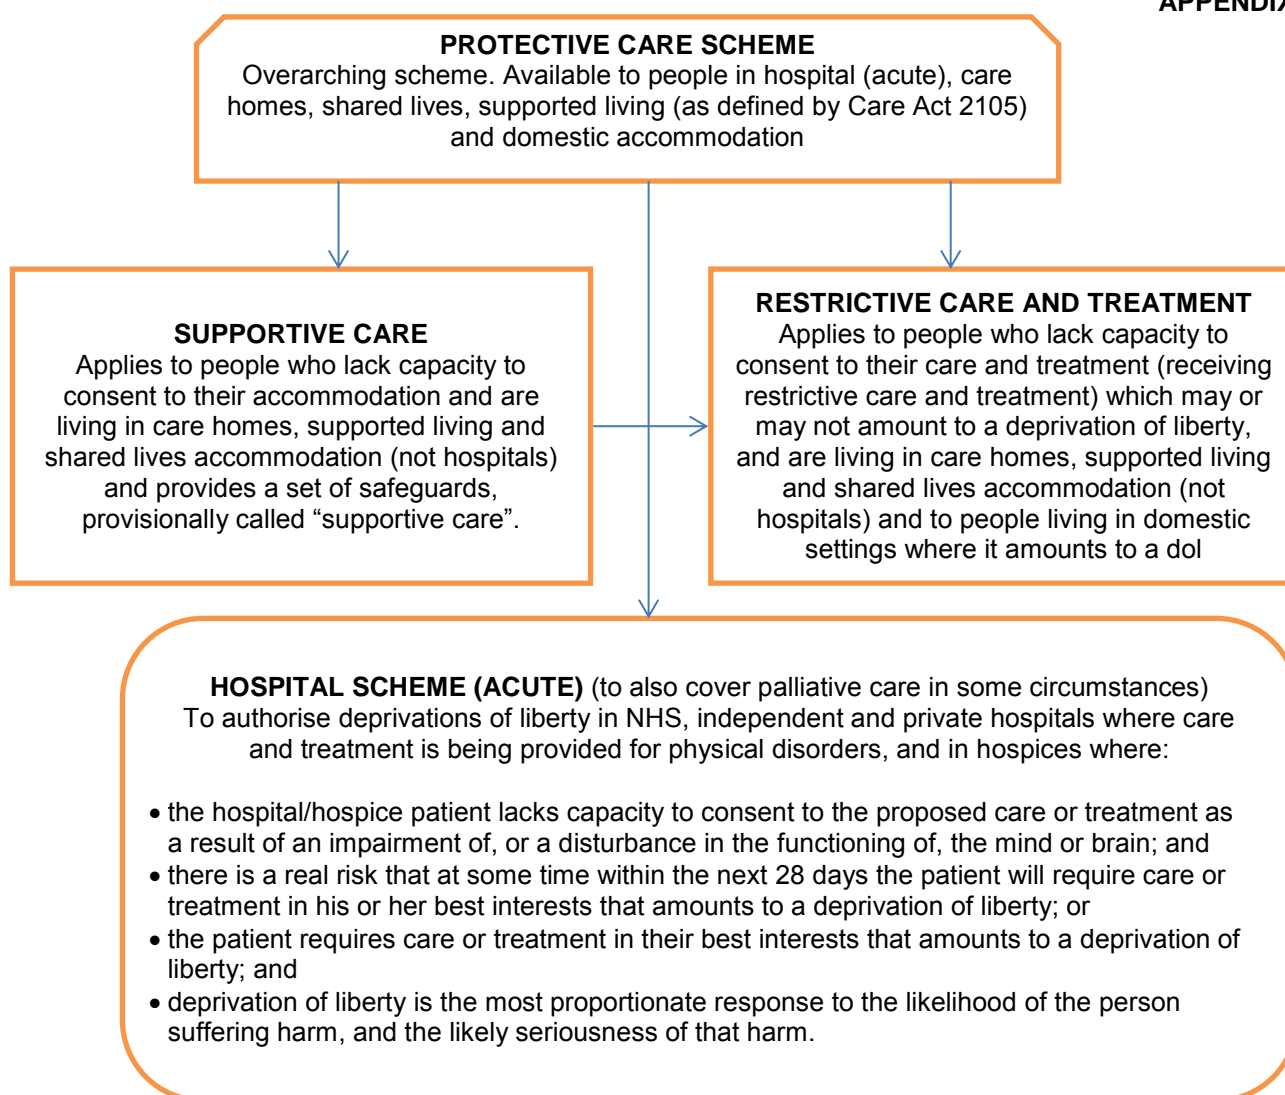 APPENDIX
PROTECTIVE CARE SCHEME
Overarching scheme. Available to people in hospital (acute), care
homes, shared lives, supported living (as defined by Care Act 2105)
and domestic accommodation
SUPPORTIVE CARE
Applies to people who lack capacity to
consent to their accommodation and are
living in care homes, supported living and
shared lives accommodation (not hospitals)
and provides a set of safeguards,
provisionally called “supportive care”.
RESTRICTIVE CARE AND TREATMENT
Applies to people who lack capacity to
consent to their care and treatment (receiving
restrictive care and treatment) which may or
may not amount to a deprivation of liberty,
and are living in care homes, supported living
and shared lives accommodation (not
hospitals) and to people living in domestic
settings where it amounts to a dol
HOSPITAL SCHEME (ACUTE) (to also cover palliative care in some circumstances)
To authorise deprivations of liberty in NHS, independent and private hospitals where care
and treatment is being provided for physical disorders, and in hospices where:
• the hospital/hospice patient lacks capacity to consent to the proposed care or treatment as
a result of an impairment of, or a disturbance in the functioning of, the mind or brain; and
• there is a real risk that at some time within the next 28 days the patient will require care or
treatment in his or her best interests that amounts to a deprivation of liberty; or
• the patient requires care or treatment in their best interests that amounts to a deprivation of
liberty; and
• deprivation of liberty is the most proportionate response to the likelihood of the person
suffering harm, and the likely seriousness of that harm.